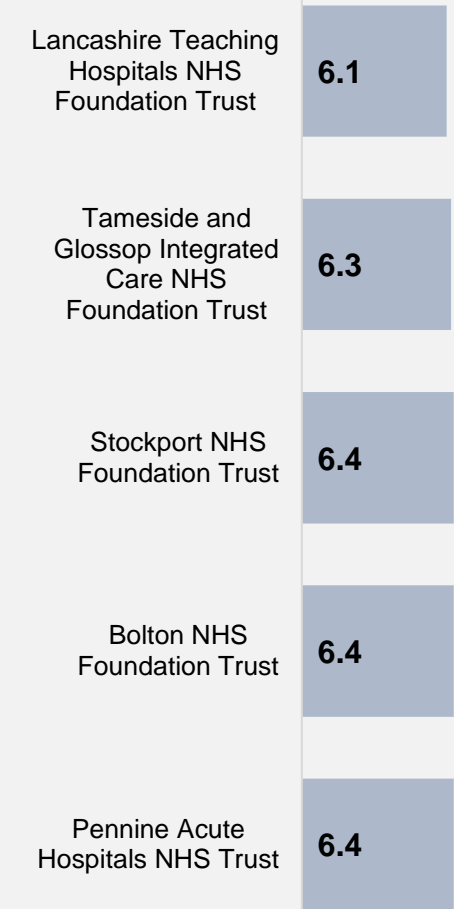 Lancashire Teaching
Hospitals NHS
Foundation Trust
6.1
Tameside and
Glossop Integrated
Care NHS
Foundation Trust
6.3
Stockport NHS
Foundation Trust
6.4
Bolton NHS
Foundation Trust
6.4
Pennine Acute
Hospitals NHS Trust
6.4